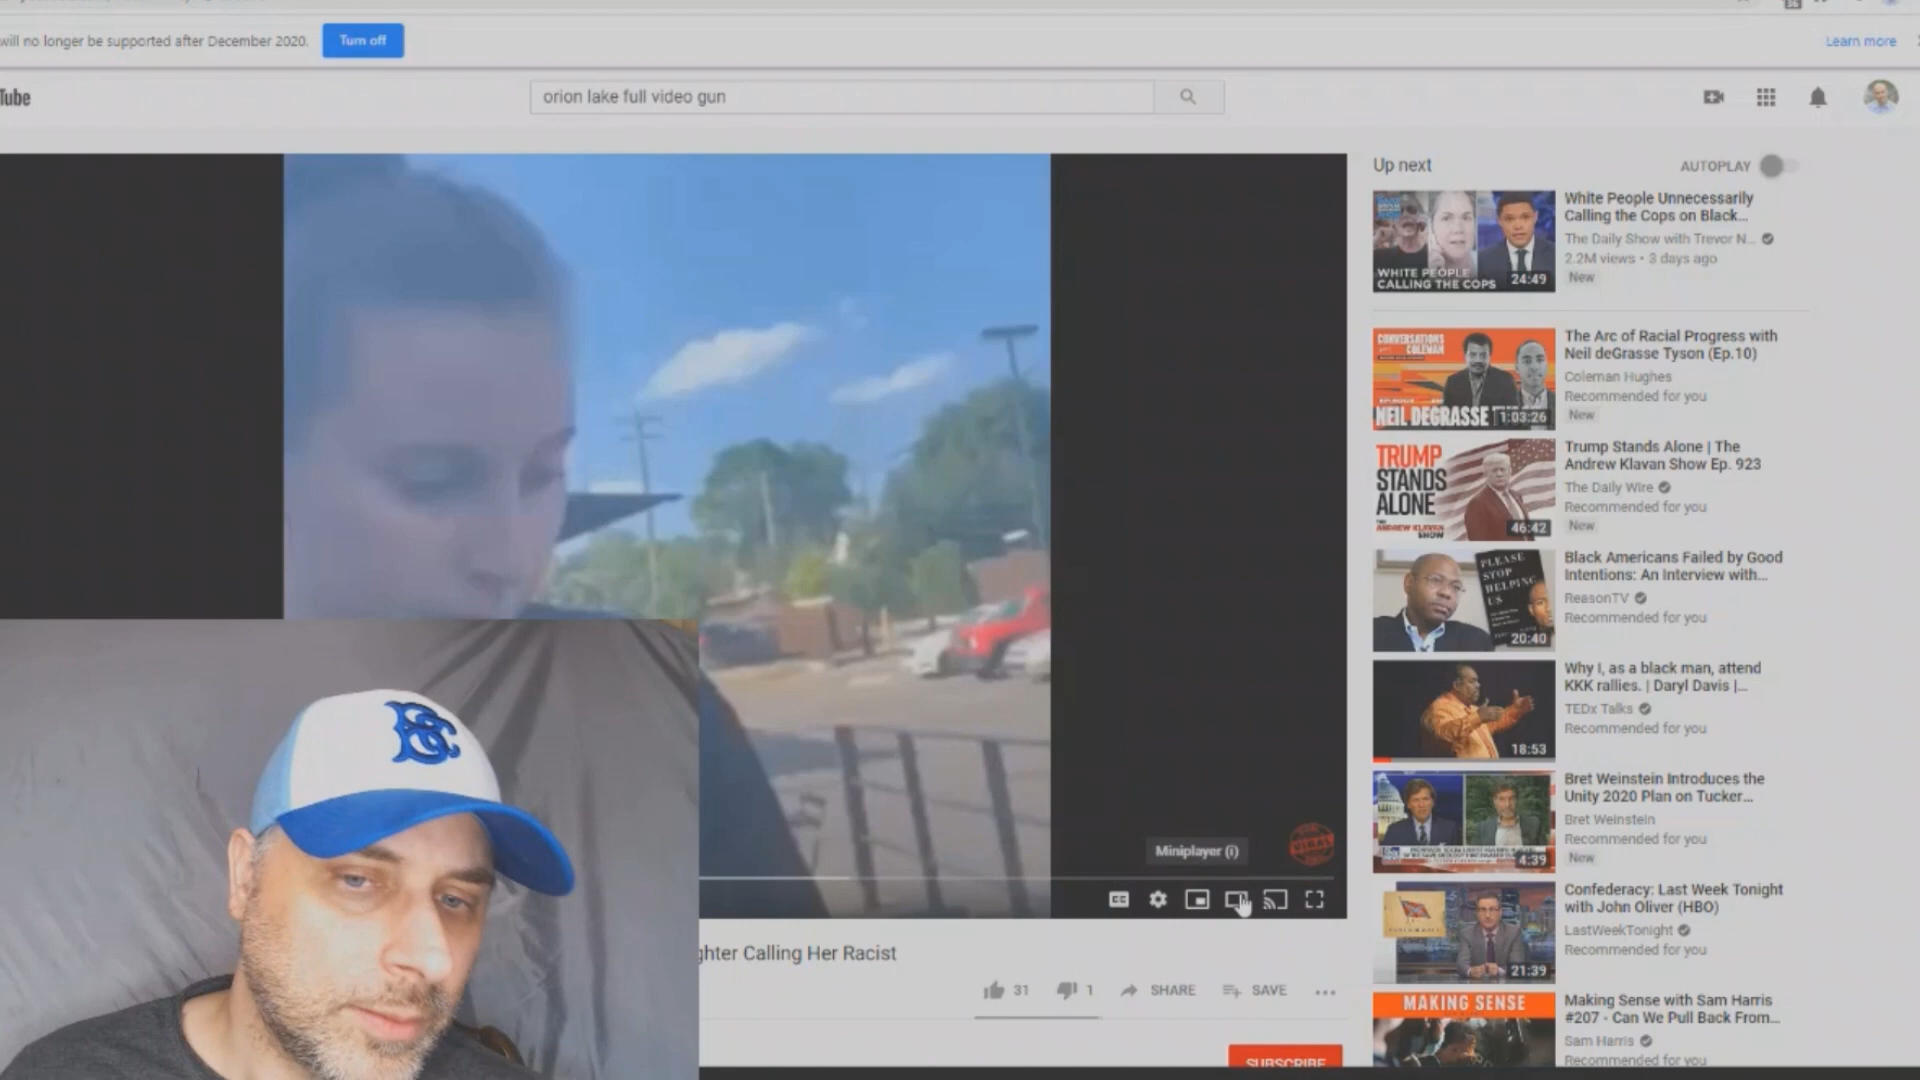 will no longer be supported after December 2020.
Turn off
Learn more
Tube
orion lake full video gun
Up next
AUTOPLAY
WHITE PEOPLE
CALLING THE COPS
24:49
White People Unnecessarily
Calling the Cops on Black...
The Daily Show with Trevor N...
2.2M views • 3 days ago
New
CONVERSATIONS
COLEMAN
NEIL DEGRASSE
1:03:26
The Arc of Racial Progress with
Neil deGrasse Tyson (Ep.10)
Coleman Hughes
Recommended for you
New
TRUMP
STANDS
ALONE
ANDREW KLAVAN
SHOW
46:42
Trump Stands Alone | The
Andrew Klavan Show Ep. 923
The Daily Wire
Recommended for you
New
PLEASE
STOP
HELPING
US
20:40
Black Americans Failed by Good
Intentions: An Interview with...
ReasonTV
Recommended for you
18:53
Why I, as a black man, attend
KKK rallies. | Daryl Davis |...
TEDx Talks
Recommended for you
4:39
Bret Weinstein Introduces the
Unity 2020 Plan on Tucker...
Bret Weinstein
Recommended for you
New
21:39
Confederacy: Last Week Tonight
with John Oliver (HBO)
LastWeekTonight
Recommended for you
MAKING SENSE
Making Sense with Sam Harris
#207 - Can We Pull Back From...
Sam Harris
Recommended for you
Miniplayer (i)
VIRAL
CC
ghter Calling Her Racist
31
1
SHARE
SAVE
SUBSCRIBE
BC